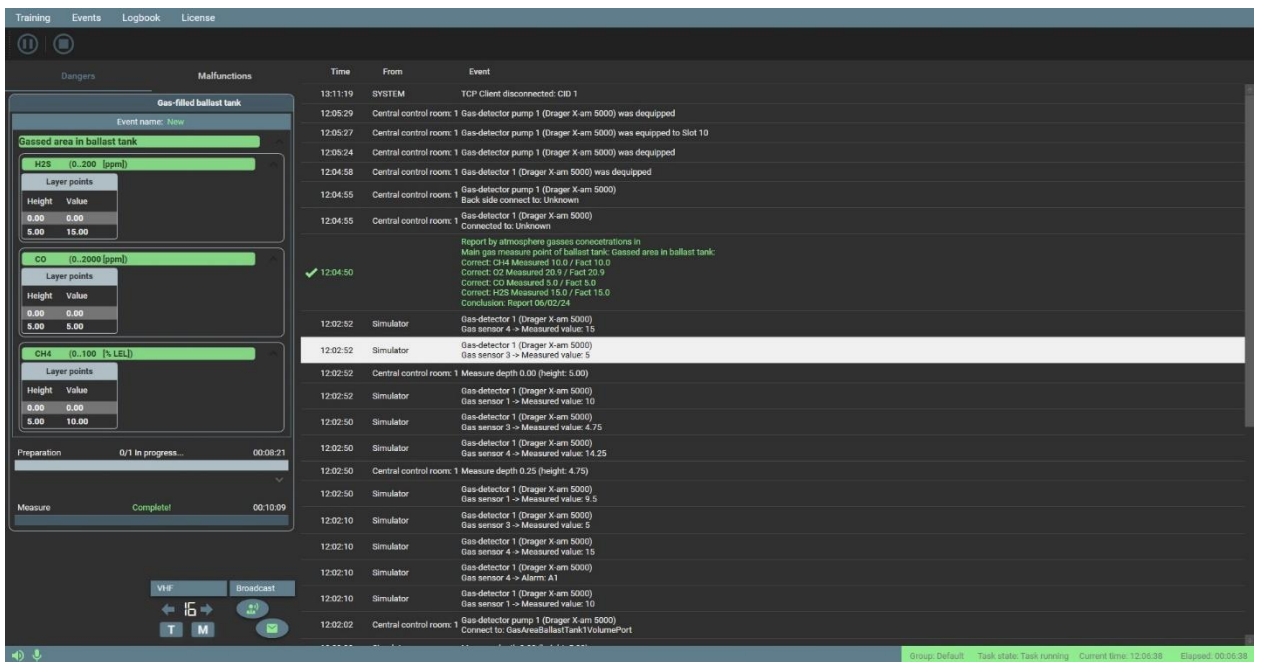 Training Events Logbook License
Dangers Malfunctions
Gas-filled ballast tank
Event name: New
Gassed area in ballast tank
H2S (0..200 [ppm])
Layer points
Height Value
0.00 0.00
5.00 15.00
CO (0..2000 [ppm])
Layer points
Height Value
0.00 0.00
5.00 5.00
CH4 (0..100 [% LEL])
Layer points
Height Value
0.00 0.00
5.00 10.00
Preparation 0/1 In progress... 00:08:21
Measure Complete! 00:10:09
VHF Broadcast
16
T M
Time From Event
13:11:19 SYSTEM TCP Client disconnected: CID 1
12:05:29 Central control room: 1 Gas-detector pump 1 (Drager X-am 5000) was dequipped
12:05:27 Central control room: 1 Gas-detector pump 1 (Drager X-am 5000) was equipped to Slot 10
12:05:24 Central control room: 1 Gas-detector pump 1 (Drager X-am 5000) was dequipped
12:04:58 Central control room: 1 Gas-detector 1 (Drager X-am 5000) was dequipped
12:04:55 Central control room: 1 Gas-detector pump 1 (Drager X-am 5000)
Back side connect to: Unknown
12:04:55 Central control room: 1 Gas-detector 1 (Drager X-am 5000)
Connected to: Unknown
12:04:50 Report by atmosphere gasses conecetrations in
Main gas measure point of ballast tank: Gassed area in ballast tank:
Correct: CH4 Measured 10.0 / Fact 10.0
Correct: O2 Measured 20.9 / Fact 20.9
Correct: CO Measured 5.0 / Fact 5.0
Correct: H2S Measured 15.0 / Fact 15.0
Conclusion: Report 06/02/24
12:02:52 Simulator Gas-detector 1 (Drager X-am 5000)
Gas sensor 4 -> Measured value: 15
12:02:52 Simulator Gas-detector 1 (Drager X-am 5000)
Gas sensor 3 -> Measured value: 5
12:02:52 Central control room: 1 Measure depth 0.00 (height: 5.00)
12:02:52 Simulator Gas-detector 1 (Drager X-am 5000)
Gas sensor 1 -> Measured value: 10
12:02:50 Simulator Gas-detector 1 (Drager X-am 5000)
Gas sensor 3 -> Measured value: 4.75
12:02:50 Simulator Gas-detector 1 (Drager X-am 5000)
Gas sensor 4 -> Measured value: 14.25
12:02:50 Central control room: 1 Measure depth 0.25 (height: 4.75)
12:02:50 Simulator Gas-detector 1 (Drager X-am 5000)
Gas sensor 1 -> Measured value: 9.5
12:02:10 Simulator Gas-detector 1 (Drager X-am 5000)
Gas sensor 3 -> Measured value: 5
12:02:10 Simulator Gas-detector 1 (Drager X-am 5000)
Gas sensor 4 -> Measured value: 15
12:02:10 Simulator Gas-detector 1 (Drager X-am 5000)
Gas sensor 4 -> Alarm: A1
12:02:10 Simulator Gas-detector 1 (Drager X-am 5000)
Gas sensor 1 -> Measured value: 10
12:02:02 Central control room: 1 Gas-detector pump 1 (Drager X-am 5000)
Connect to: GasAreaBallastTank1VolumePort
Group: Default Task state: Task running Current time: 12:06:38 Elapsed: 00:06:38